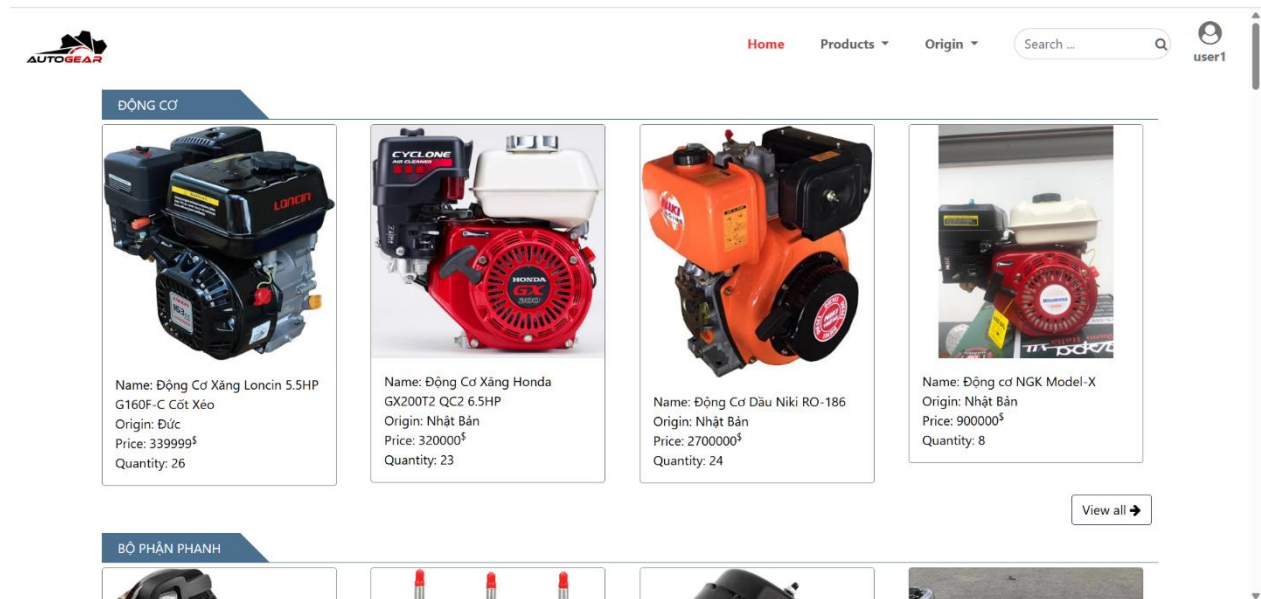 AUTOGEAR
Home Products Origin Search ...
user1
ĐỘNG CƠ
LONCIN
163cc
Name: Động Cơ Xăng Loncin 5.5HP
G160F-C Cốt Xéo
Origin: Đức
Price: 339999$
Quantity: 26
CYCLONE
AIR CLEANER
HONDA
GX
200
Name: Động Cơ Xăng Honda
GX200T2 QC2 6.5HP
Origin: Nhật Bản
Price: 320000$
Quantity: 23
NIKI
Name: Động Cơ Dầu Niki RO-186
Origin: Nhật Bản
Price: 2700000$
Quantity: 24
Name: Động cơ NGK Model-X
Origin: Nhật Bản
Price: 900000$
Quantity: 8
View all
BỘ PHẬN PHANH